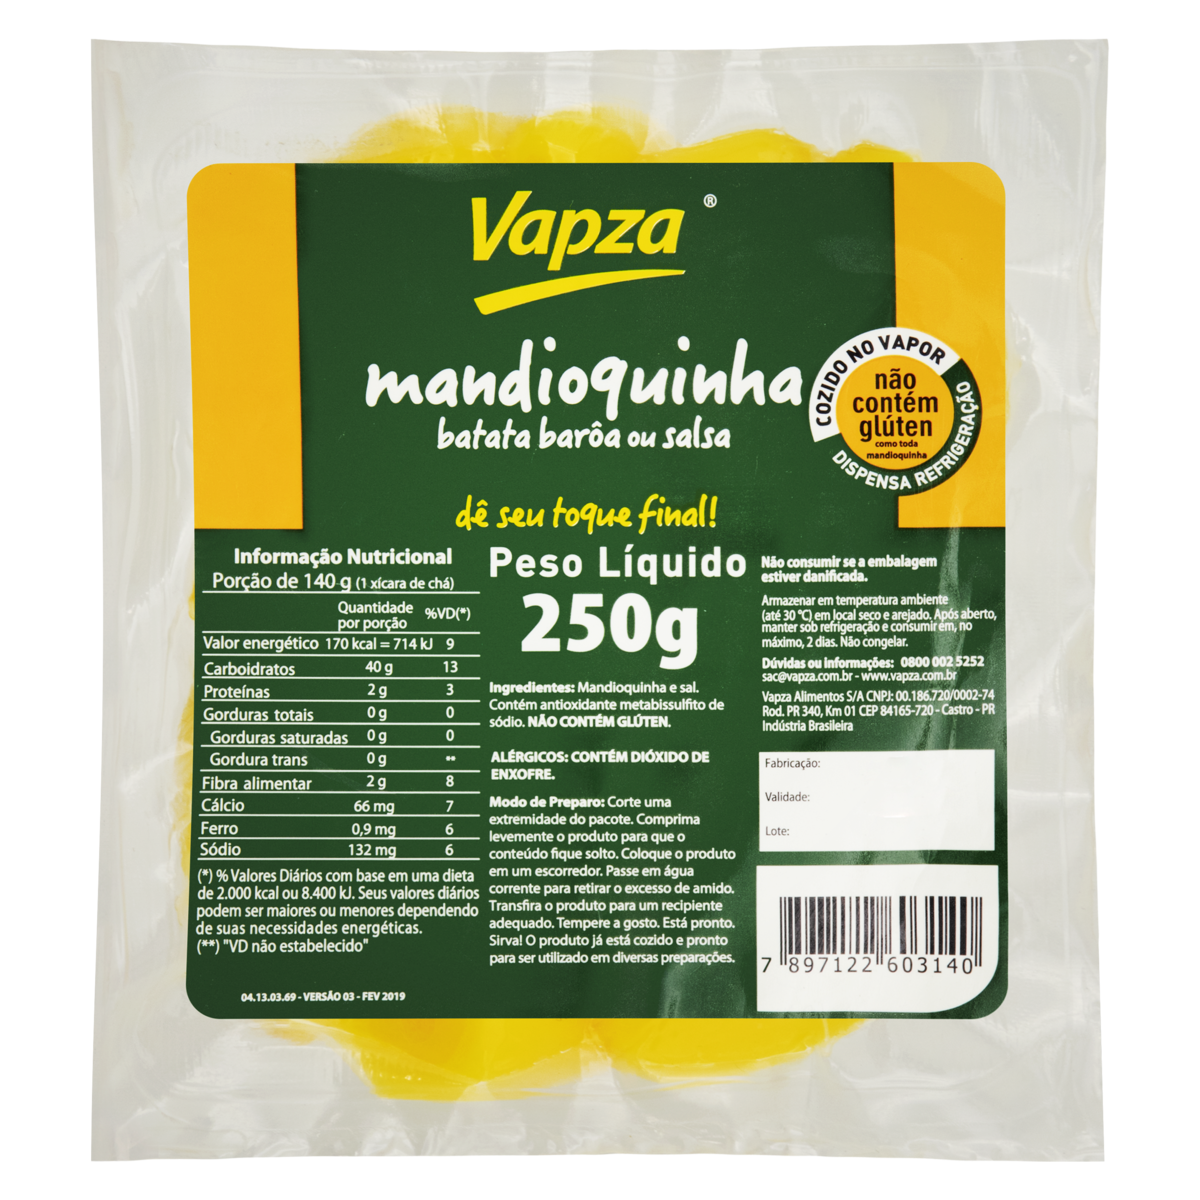 Vapza ®
mandioquinha
batata barôa ou salsa
COZIDO NO VAPOR
não
contém
glúten
como toda
mandioquinha
DISPENSA REFRIGERAÇÃO
dê seu toque final!
Informação Nutricional
Porção de 140 g (1 xícara de chá)
Quantidade por porção %VD(*)
Valor energético 170 kcal = 714 kJ 9
Carboidratos 40 g 13
Proteínas 2 g 3
Gorduras totais 0 g 0
Gorduras saturadas 0 g 0
Gordura trans 0 g **
Fibra alimentar 2 g 8
Cálcio 66 mg 7
Ferro 0,9 mg 6
Sódio 132 mg 6
(*) % Valores Diários com base em uma dieta
de 2.000 kcal ou 8.400 kJ. Seus valores diários
podem ser maiores ou menores dependendo
de suas necessidades energéticas.
(**) "VD não estabelecido"
04.13.03.69 - VERSÃO 03 - FEV 2019
Peso Líquido
250g
Ingredientes: Mandioquinha e sal.
Contém antioxidante metabissulfito de
sódio. NÃO CONTÉM GLÚTEN.
ALÉRGICOS: CONTÉM DIÓXIDO DE
ENXOFRE.
Modo de Preparo: Corte uma
extremidade do pacote. Comprima
levemente o produto para que o
conteúdo fique solto. Coloque o produto
em um escorredor. Passe em água
corrente para retirar o excesso de amido.
Transfira o produto para um recipiente
adequado. Tempere a gosto. Está pronto.
Sirva! O produto já está cozido e pronto
para ser utilizado em diversas preparações.
Não consumir se a embalagem
estiver danificada.
Armazenar em temperatura ambiente
(até 30 °C) em local seco e arejado. Após aberto,
manter sob refrigeração e consumir em, no
máximo, 2 dias. Não congelar.
Dúvidas ou informações: 0800 002 5252
sac@vapza.com.br - www.vapza.com.br
Vapza Alimentos S/A CNPJ: 00.186.720/0002-74
Rod. PR 340, Km 01 CEP 84165-720 - Castro - PR
Indústria Brasileira
Fabricação:
Validade:
Lote:
7 897122 603140